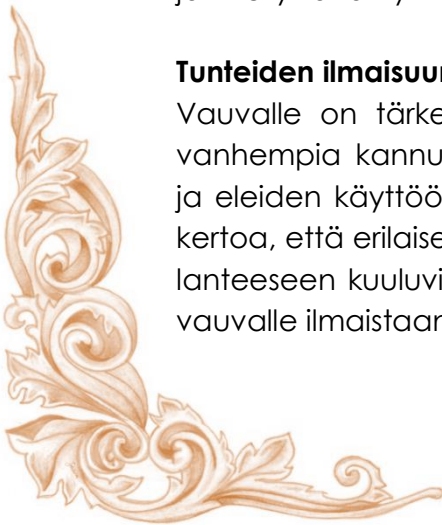 Tunteiden ilmaisuun
Vauvalle on tärke
vanhempia kannu
ja eleiden käyttöö
kertoa, että erilaise
lanteeseen kuuluvi
vauvalle ilmaistaan